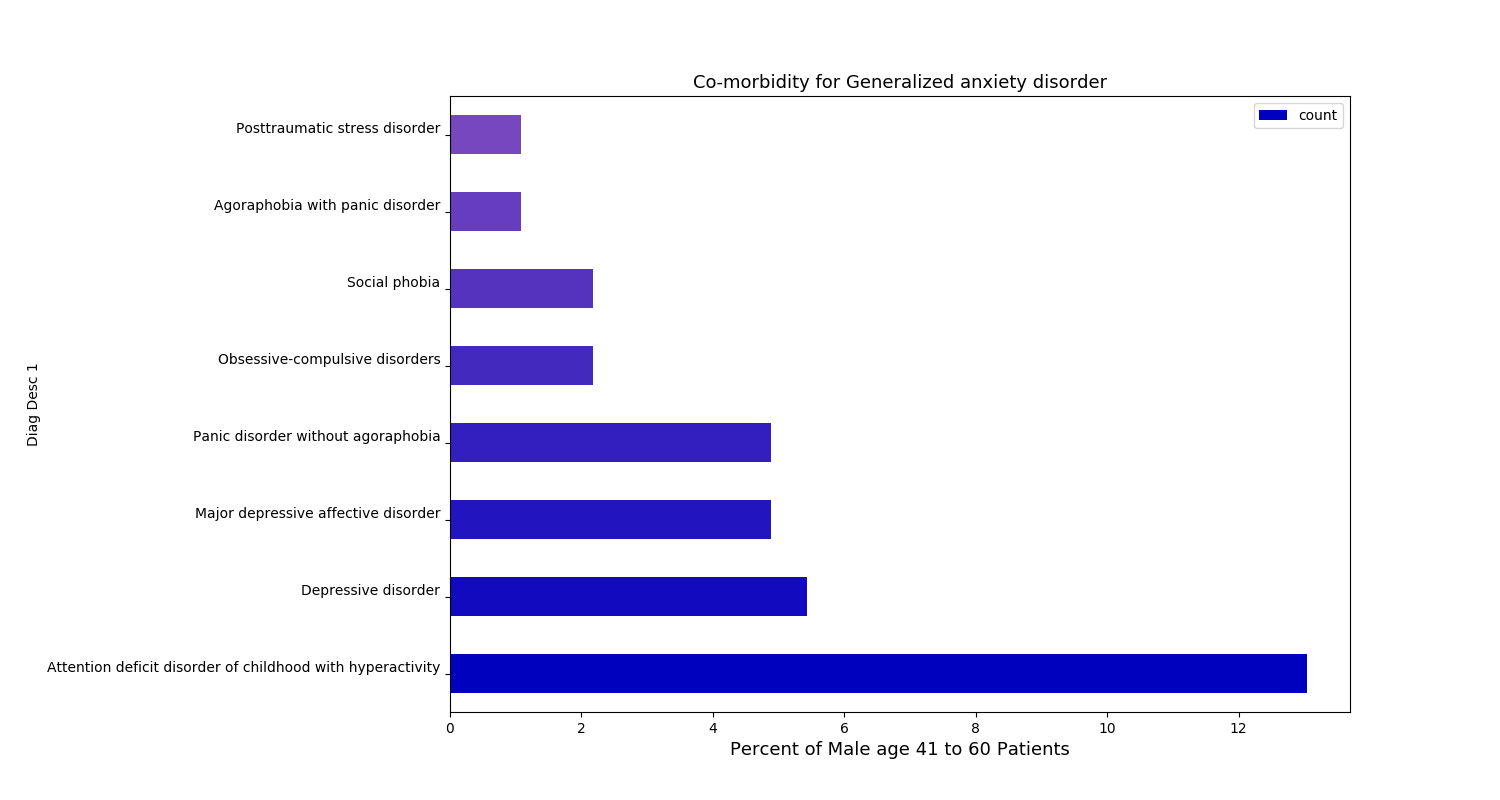 Co-morbidity for Generalized anxiety disorder
count
Posttraumatic stress disorder
Agoraphobia with panic disorder
Social phobia
Obsessive-compulsive disorders
Panic disorder without agoraphobia
Major depressive affective disorder
Depressive disorder
Attention deficit disorder of childhood with hyperactivity
Diag Desc 1
0 2 4 6 8 10 12
Percent of Male age 41 to 60 Patients